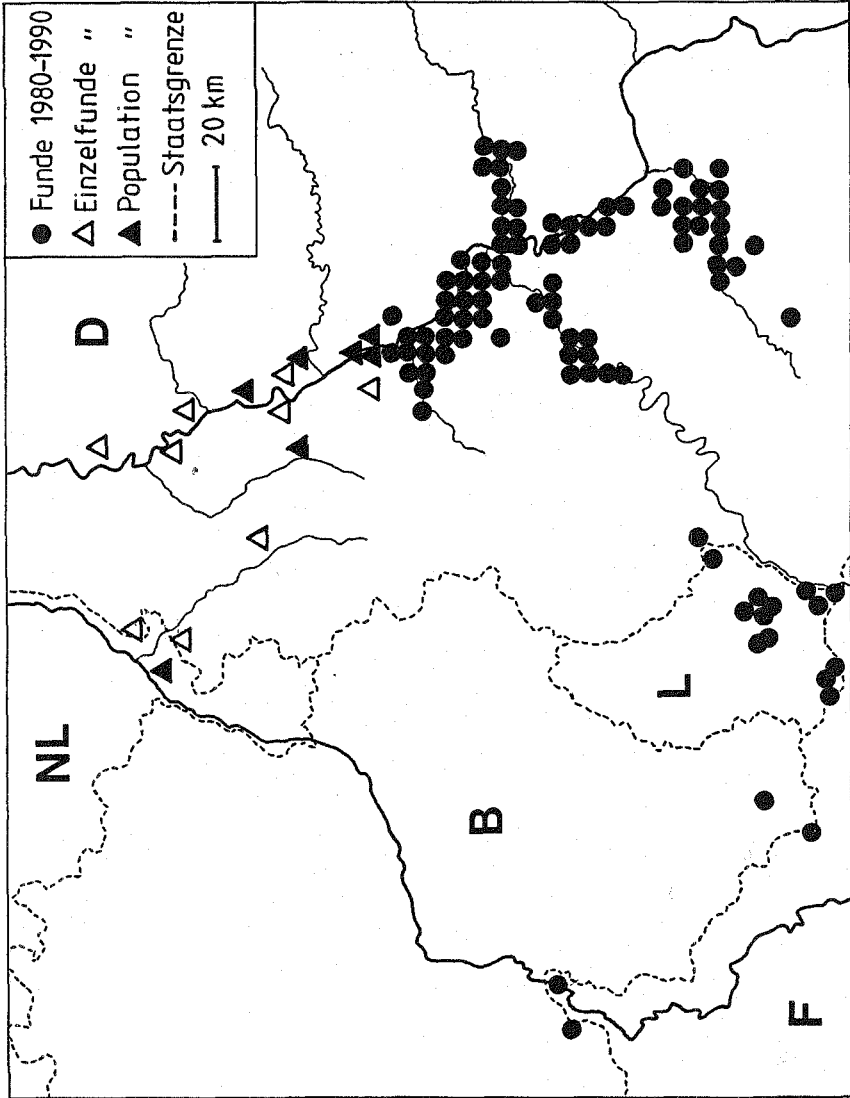 Funde 1980-1990
Einzelfunde "
Population "
Staatsgrenze
20 km
D
NL
B
L
F